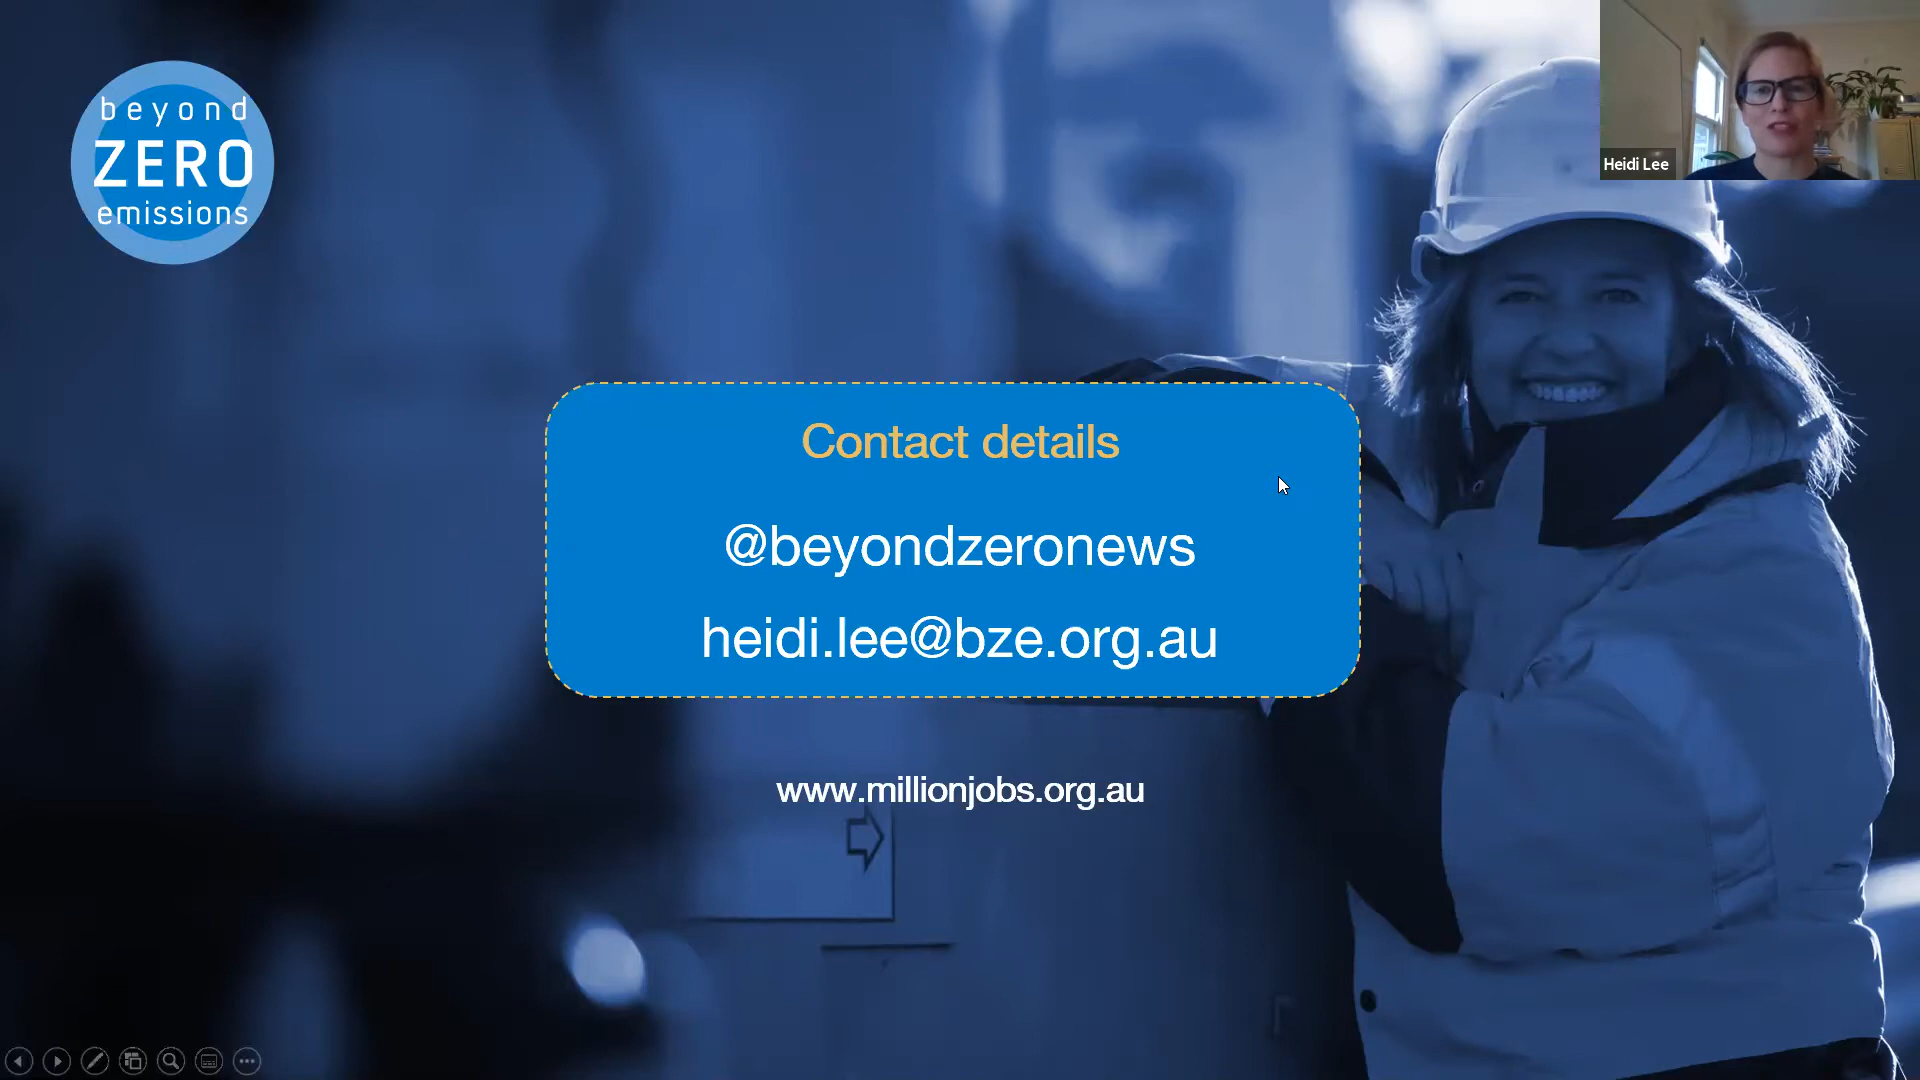 beyond
ZERO
emissions
Heidi Lee
Contact details
@beyondzeronews
heidi.lee@bze.org.au
www.millionjobs.org.au